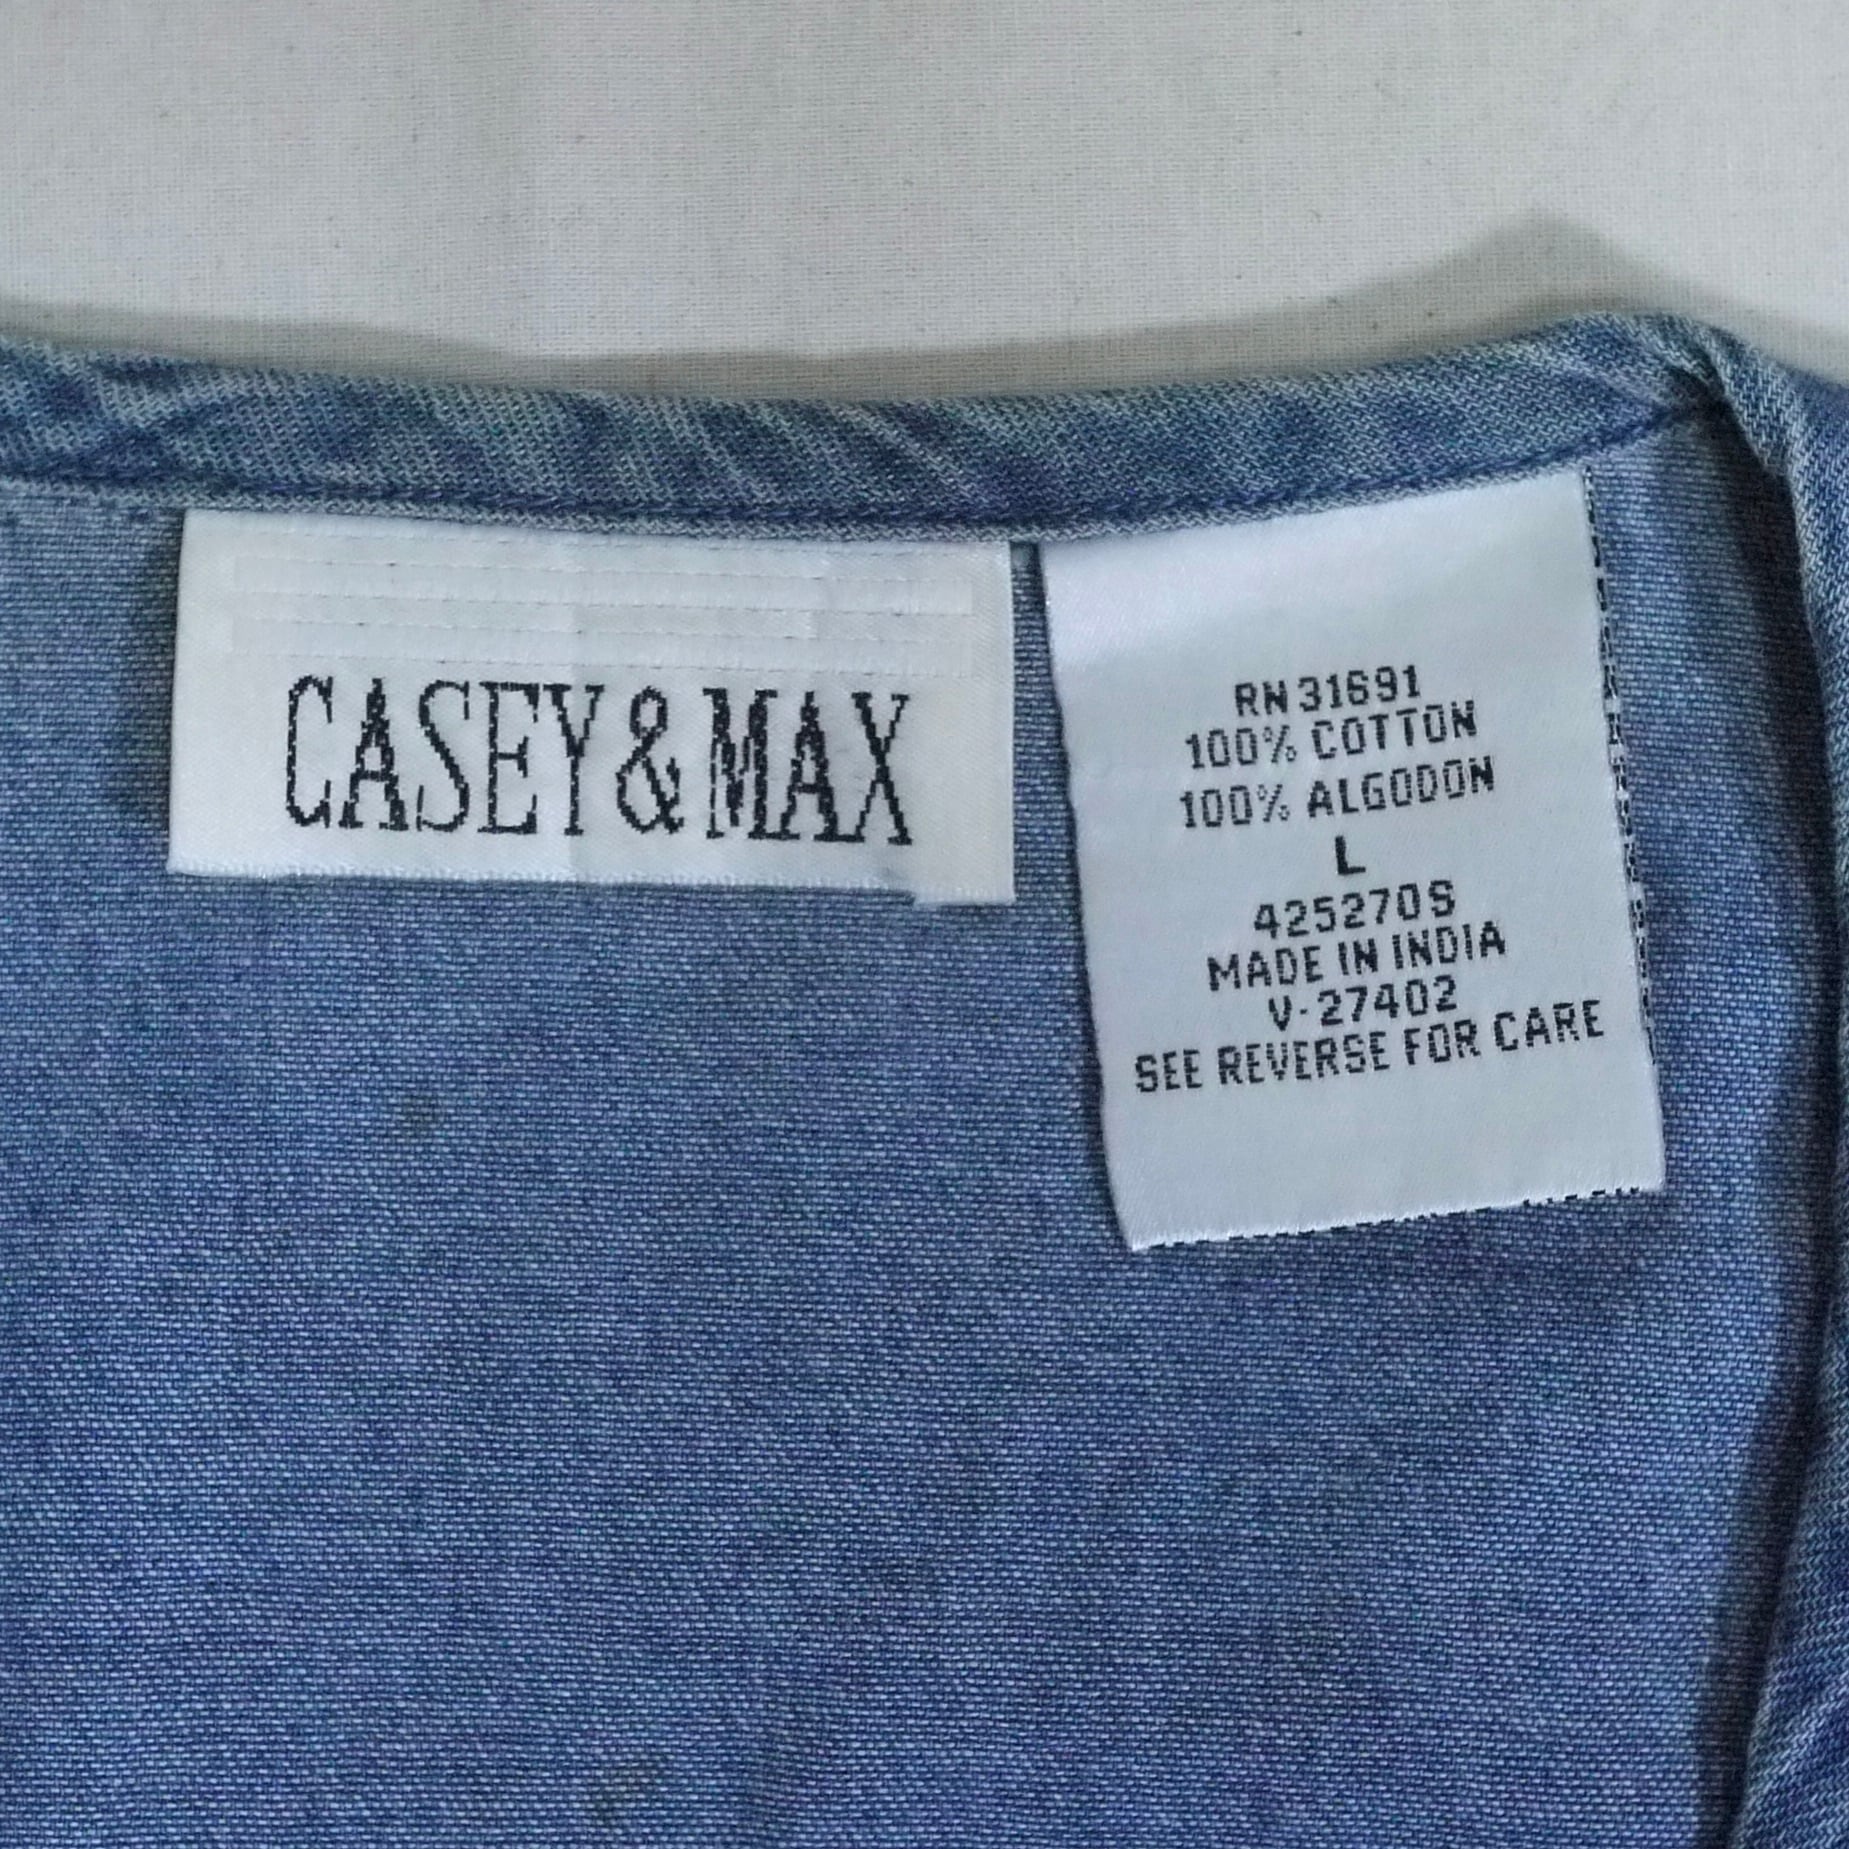 CASEY & MAX
RN 31691
100% COTTON
100% ALGODON
L
425270S
MADE IN INDIA
V-27402
SEE REVERSE FOR CARE